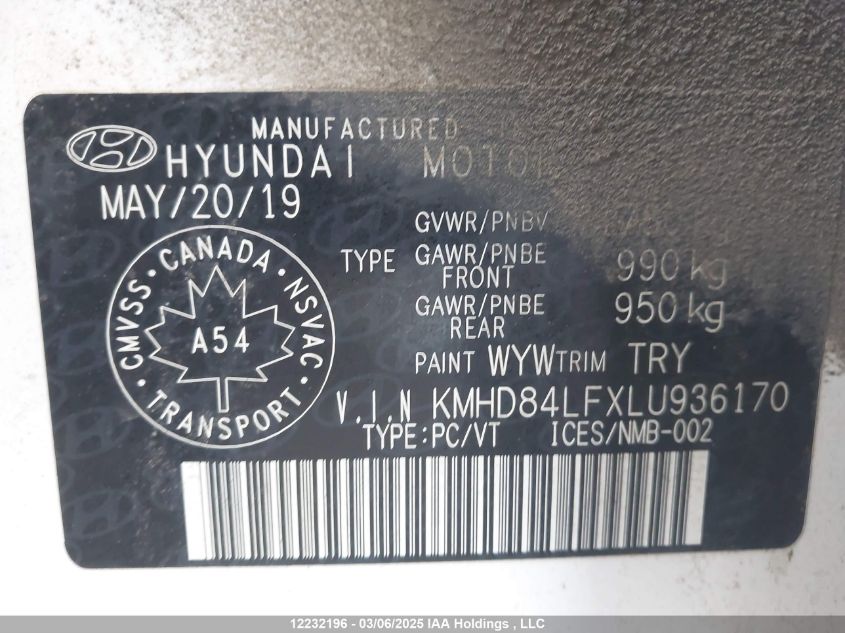 MANUFACTURED
HYUNDAI MOTOR
MAY/20/19
GVWR/PNBV
TYPE GAWR/PNBE FRONT 990 kg
GAWR/PNBE REAR 950 kg
PAINT WYW TRIM TRY
V.I.N KMHD84LFXLU936170
TYPE:PC/VT ICES/NMB-002
CANADA
CMVSS · NSVAC
A54
TRANSPORT
12232196 - 03/06/2025 IAA Holdings , LLC